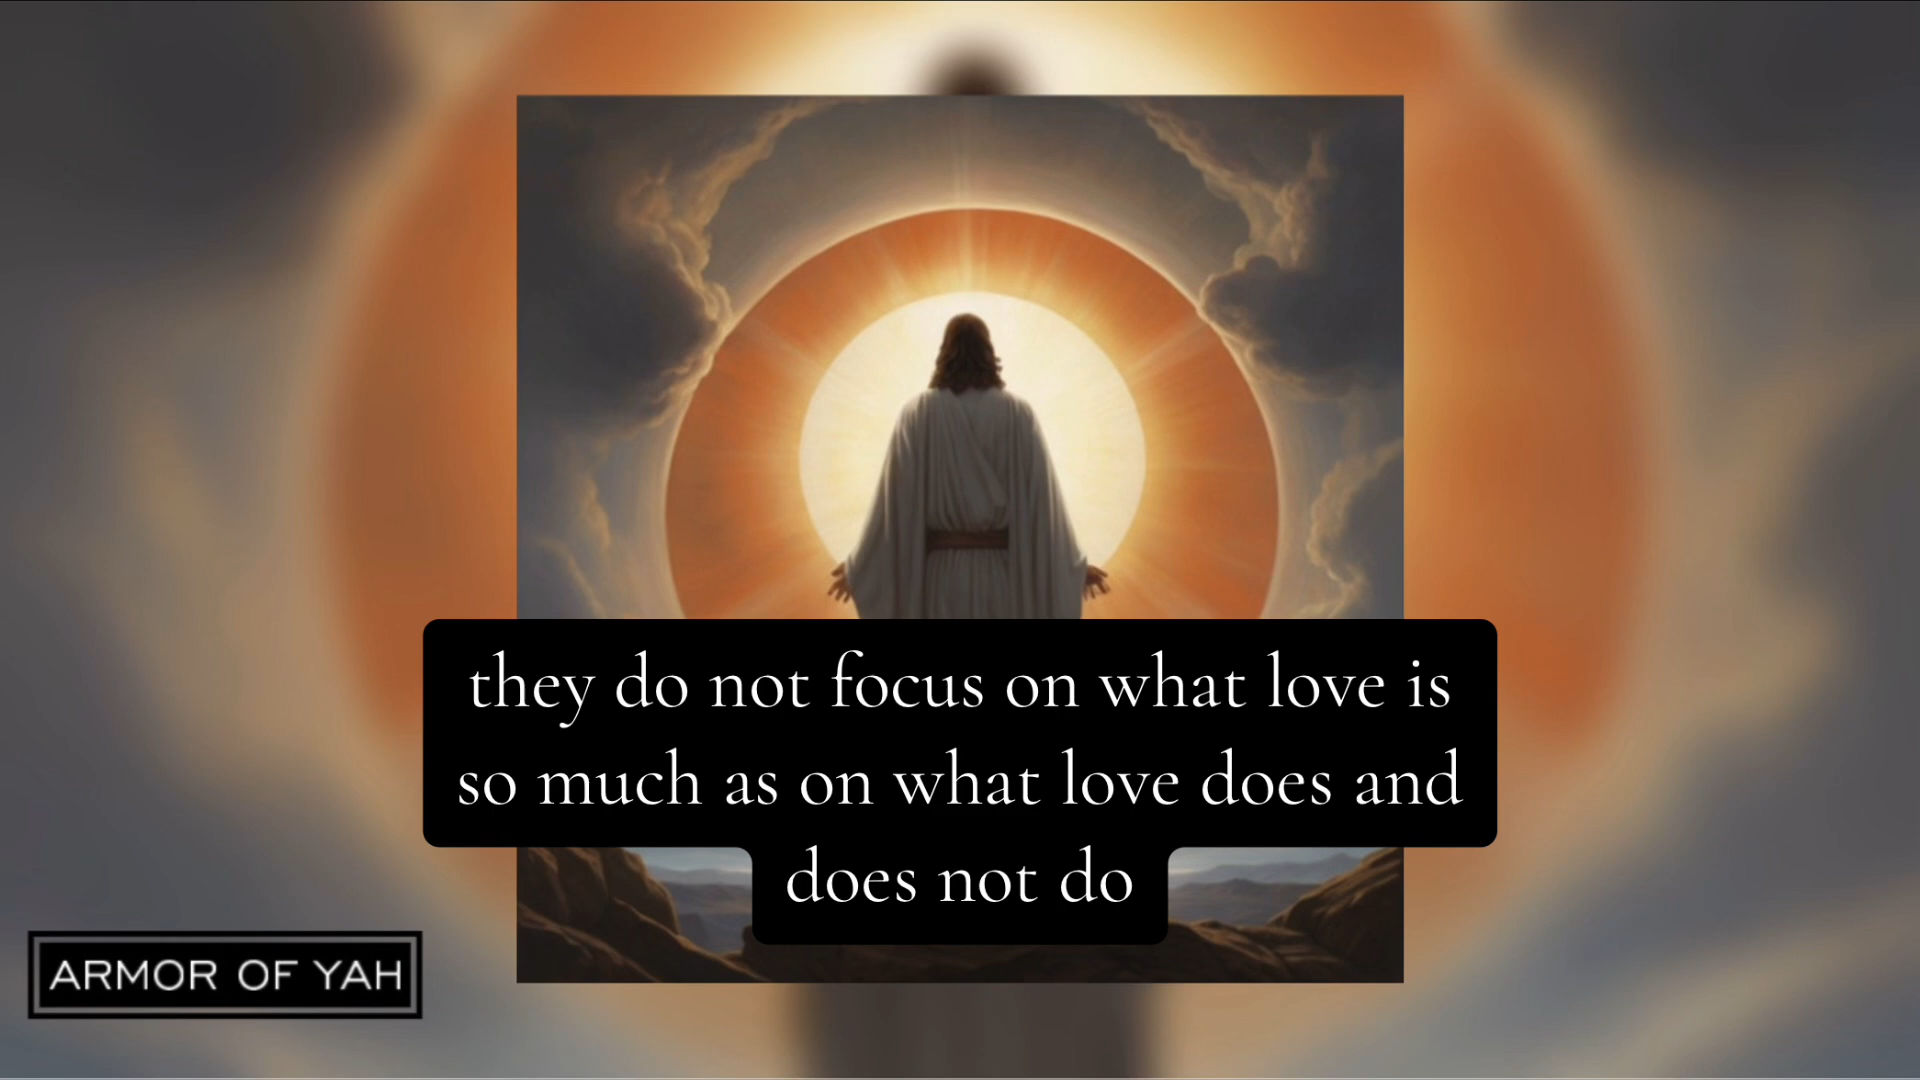 they do not focus on what love is
so much as on what love does and
does not do
ARMOR OF YAH